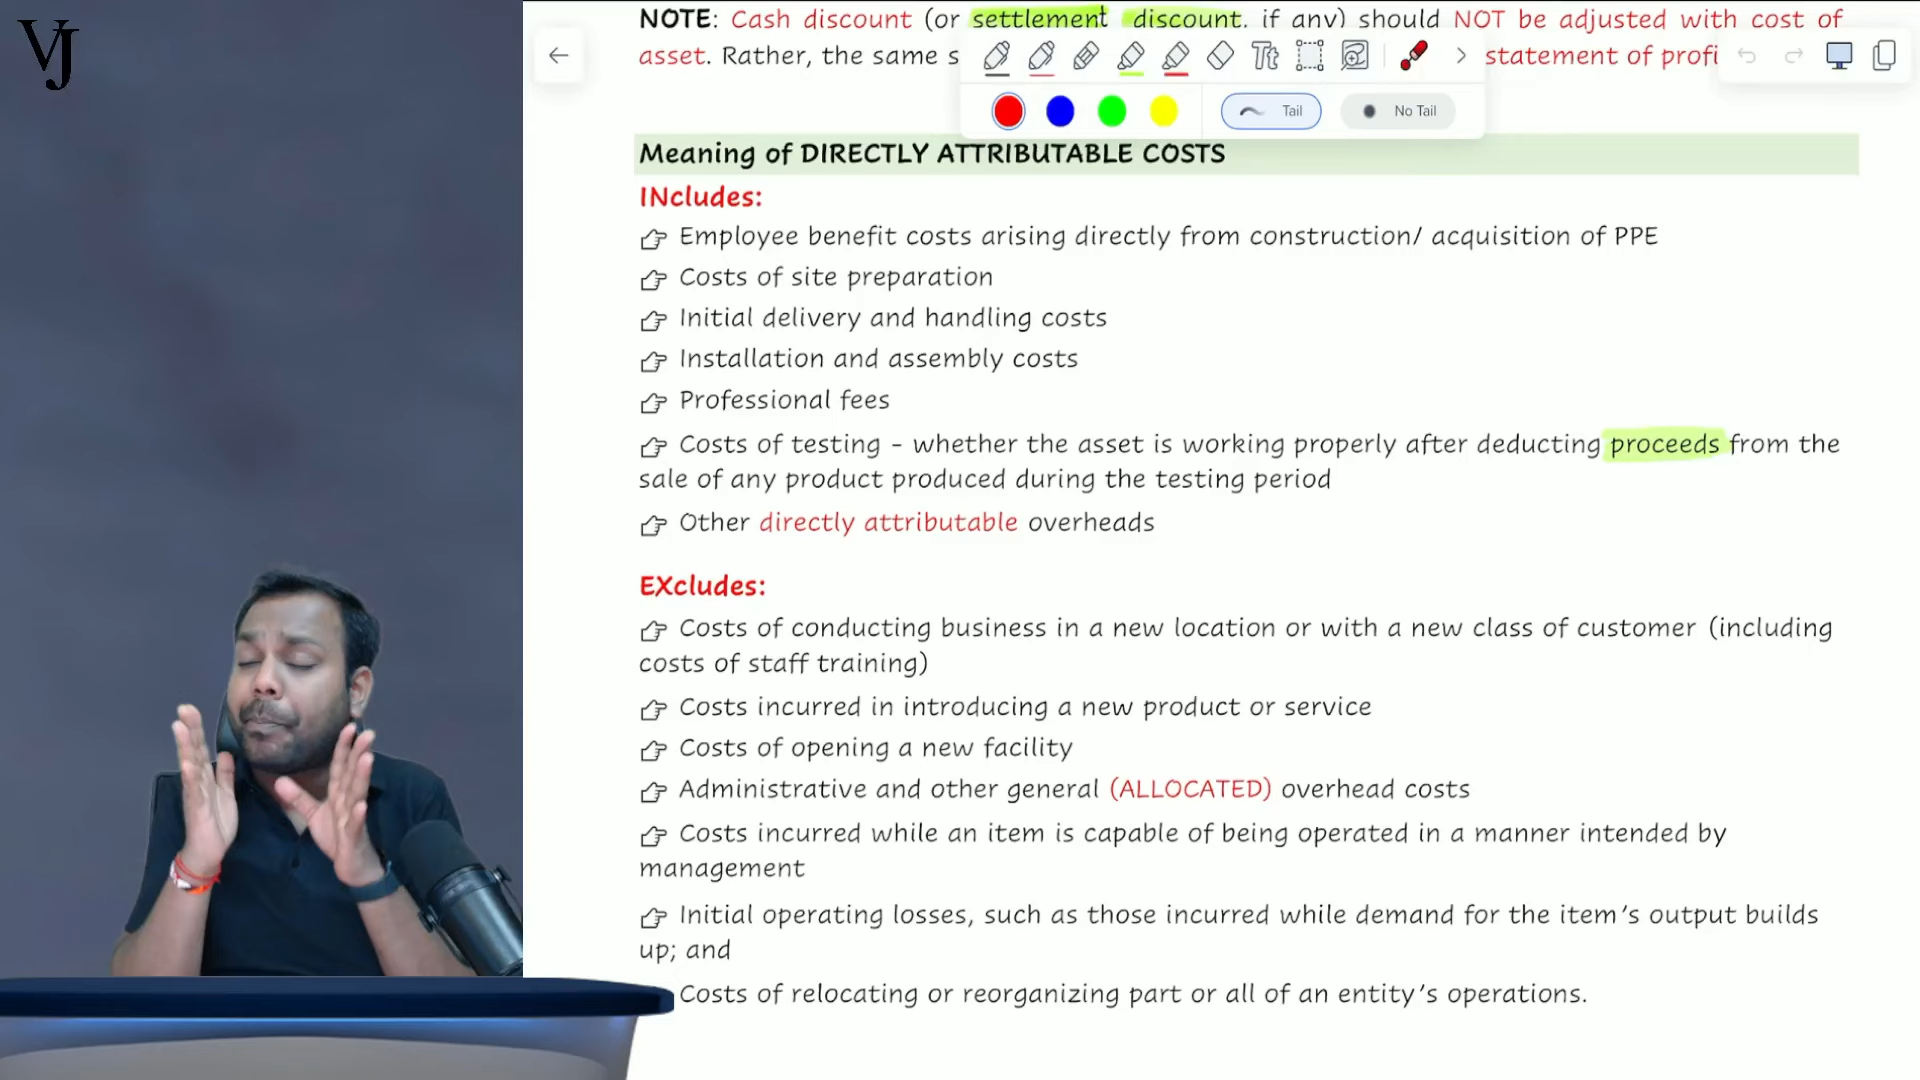 VJ
NOTE: Cash discount (or settlement discount. if any) should NOT be adjusted with cost of
asset. Rather, the same s
statement of profi
Tt
Tail
No Tail
Meaning of DIRECTLY ATTRIBUTABLE COSTS
INcludes:
Employee benefit costs arising directly from construction/ acquisition of PPE
Costs of site preparation
Initial delivery and handling costs
Installation and assembly costs
Professional fees
Costs of testing - whether the asset is working properly after deducting proceeds from the
sale of any product produced during the testing period
Other directly attributable overheads
EXcludes:
Costs of conducting business in a new location or with a new class of customer (including
costs of staff training)
Costs incurred in introducing a new product or service
Costs of opening a new facility
Administrative and other general (ALLOCATED) overhead costs
Costs incurred while an item is capable of being operated in a manner intended by
management
Initial operating losses, such as those incurred while demand for the item's output builds
up; and
Costs of relocating or reorganizing part or all of an entity's operations.